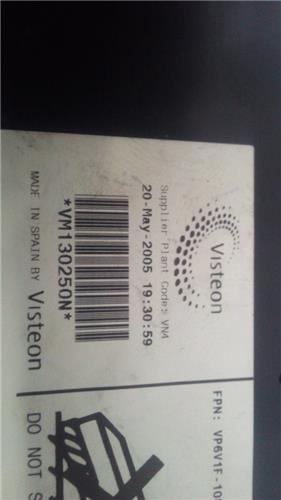 Visteon
Supplier Plant Code: VN4
20-May-2005 19:30:59
*VM130250N*
MADE IN SPAIN BY Visteon
FPN: VP6V1F-10
DO NOT S